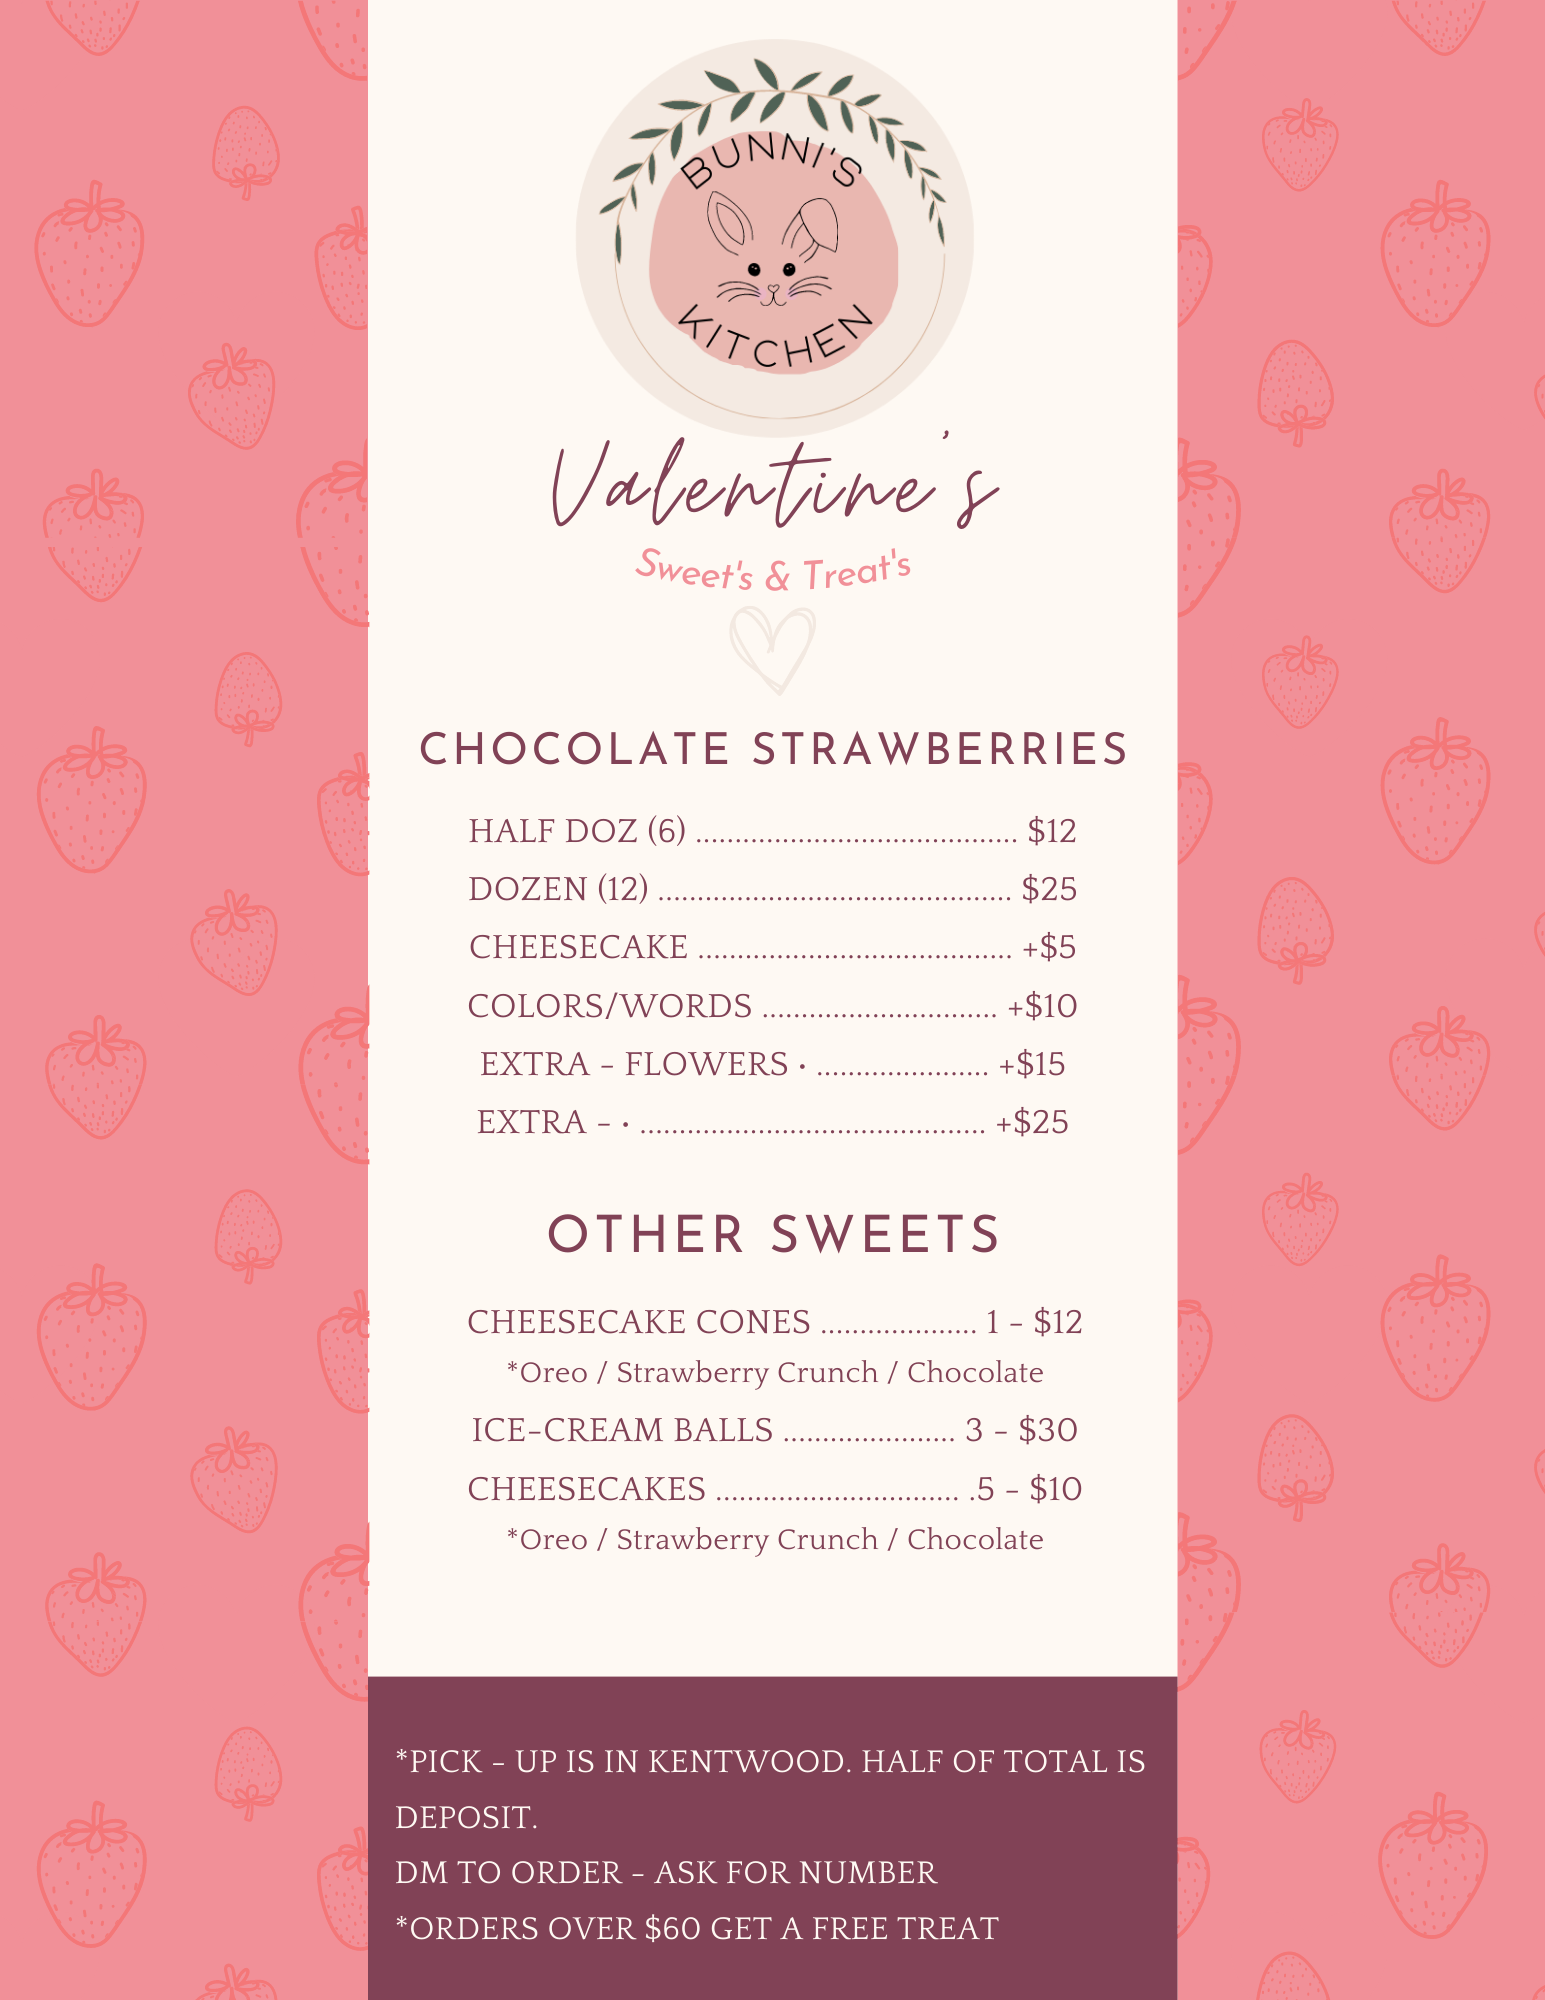 BUNNI'S
KITCHEN
Valentine's
Sweet's & Treat's
CHOCOLATE STRAWBERRIES
HALF DOZ (6) ......................................... $12
DOZEN (12) ............................................. $25
CHEESECAKE ........................................ +$5
COLORS/WORDS .............................. +$10
EXTRA - FLOWERS • ...................... +$15
EXTRA - • ............................................ +$25
OTHER SWEETS
CHEESECAKE CONES .................... 1 - $12
*Oreo / Strawberry Crunch / Chocolate
ICE-CREAM BALLS ...................... 3 - $30
CHEESECAKES ............................... .5 - $10
*Oreo / Strawberry Crunch / Chocolate
*PICK - UP IS IN KENTWOOD. HALF OF TOTAL IS
DEPOSIT.
DM TO ORDER - ASK FOR NUMBER
*ORDERS OVER $60 GET A FREE TREAT